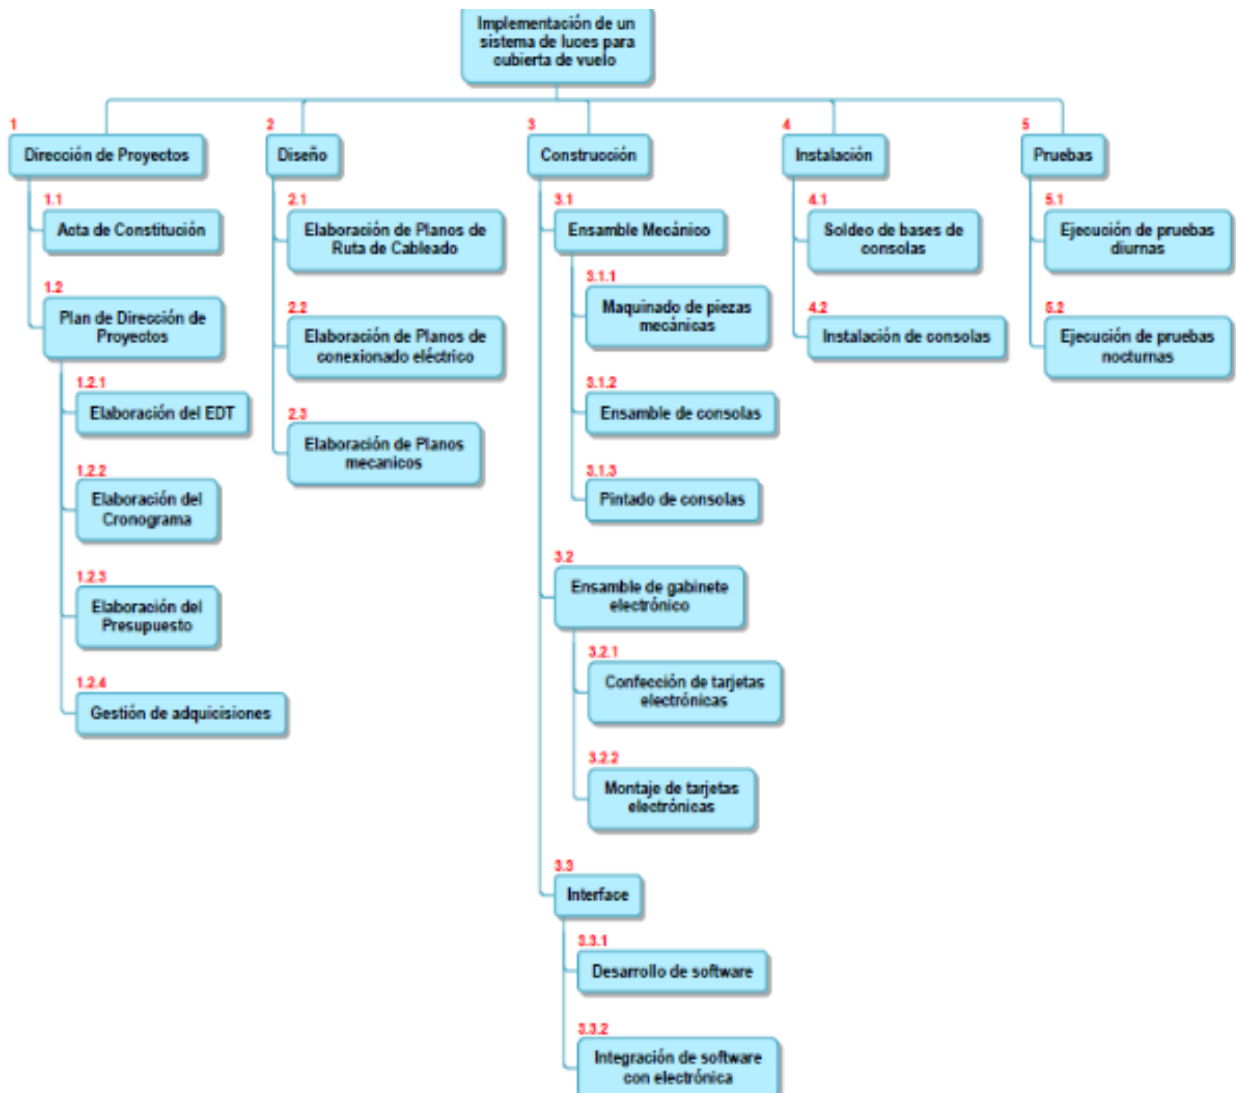 Implementación de un
sistema de luces para
cubierta de vuelo
1
Dirección de Proyectos
1.1
Acta de Constitución
1.2
Plan de Dirección de
Proyectos
1.2.1
Elaboración del EDT
1.2.2
Elaboración del
Cronograma
1.2.3
Elaboración del
Presupuesto
1.2.4
Gestión de adquicisiones
2
Diseño
2.1
Elaboración de Planos de
Ruta de Cableado
2.2
Elaboración de Planos de
conexionado eléctrico
2.3
Elaboración de Planos
mecanicos
3
Construcción
3.1
Ensamble Mecánico
3.1.1
Maquinado de piezas
mecánicas
3.1.2
Ensamble de consolas
3.1.3
Pintado de consolas
3.2
Ensamble de gabinete
electrónico
3.2.1
Confección de tarjetas
electrónicas
3.2.2
Montaje de tarjetas
electrónicas
3.3
Interface
3.3.1
Desarrollo de software
3.3.2
Integración de software
con electrónica
4
Instalación
4.1
Soldeo de bases de
consolas
4.2
Instalación de consolas
5
Pruebas
5.1
Ejecución de pruebas
diurnas
5.2
Ejecución de pruebas
nocturnas